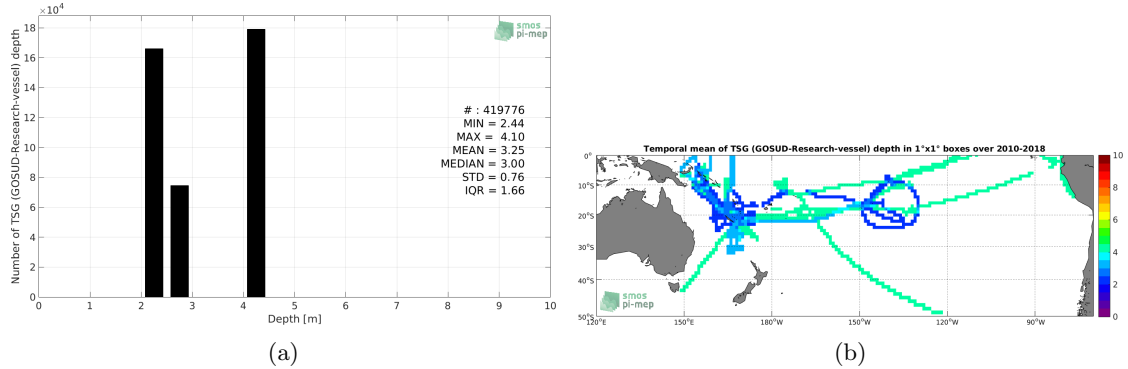 ×10⁴
18
16
14
12
10
8
6
4
2
0
Number of TSG (GOSUD-Research-vessel) depth
smos
pi-mep
# : 419776
MIN = 2.44
MAX = 4.10
MEAN = 3.25
MEDIAN = 3.00
STD = 0.76
IQR = 1.66
0 1 2 3 4 5 6 7 8 9 10
Depth [m]
(a)
Temporal mean of TSG (GOSUD-Research-vessel) depth in 1°x1° boxes over 2010-2018
0°
10°S
20°S
30°S
40°S
50°S
120°E 150°E 180°W 150°W 120°W 90°W
smos
pi-mep
10
8
6
4
2
0
(b)